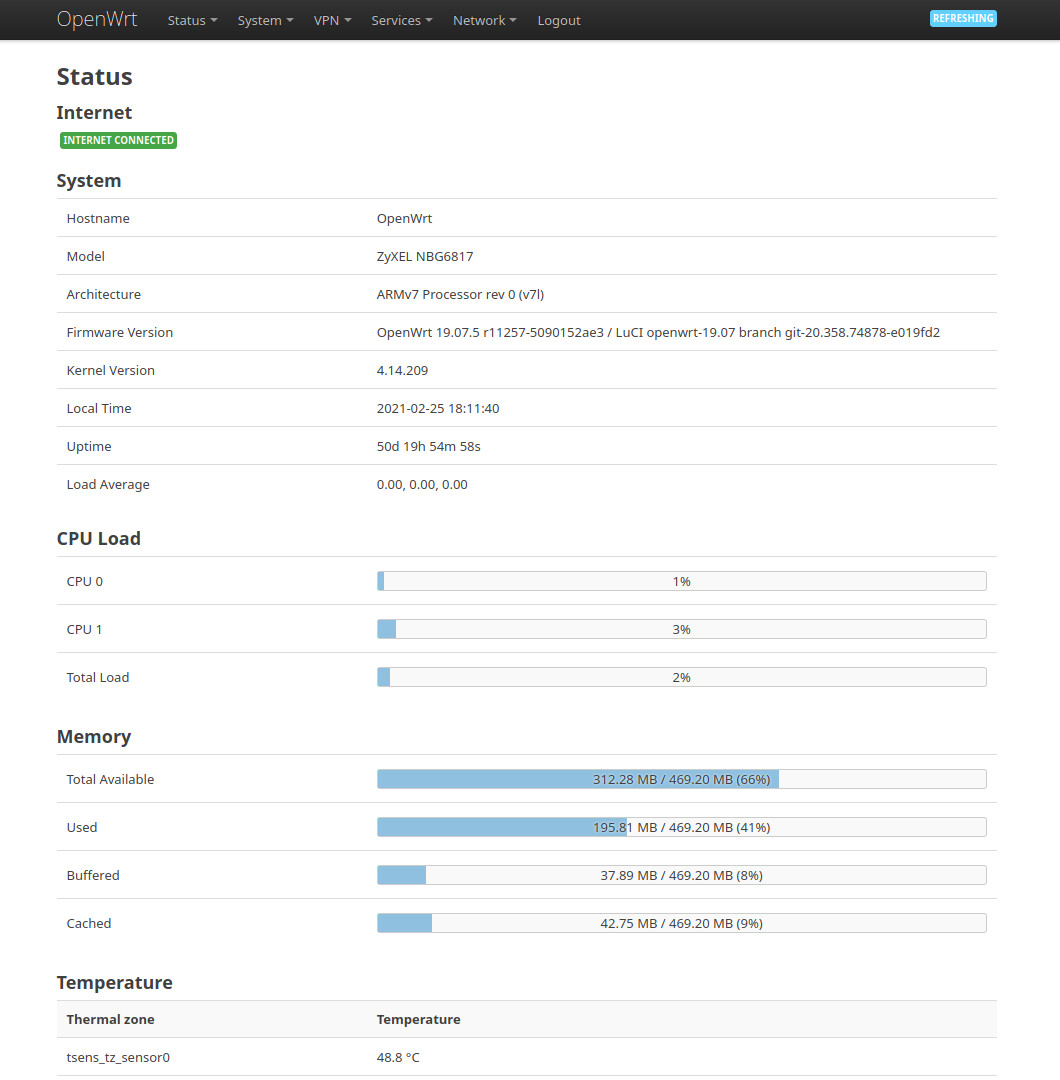 OpenWrt Status System VPN Services Network Logout REFRESHING
Status
Internet
INTERNET CONNECTED
System
Hostname OpenWrt
Model ZyXEL NBG6817
Architecture ARMv7 Processor rev 0 (v7l)
Firmware Version OpenWrt 19.07.5 r11257-5090152ae3 / LuCI openwrt-19.07 branch git-20.358.74878-e019fd2
Kernel Version 4.14.209
Local Time 2021-02-25 18:11:40
Uptime 50d 19h 54m 58s
Load Average 0.00, 0.00, 0.00
CPU Load
CPU 0 1%
CPU 1 3%
Total Load 2%
Memory
Total Available 312.28 MB / 469.20 MB (66%)
Used 195.81 MB / 469.20 MB (41%)
Buffered 37.89 MB / 469.20 MB (8%)
Cached 42.75 MB / 469.20 MB (9%)
Temperature
Thermal zone Temperature
tsens_tz_sensor0 48.8 °C